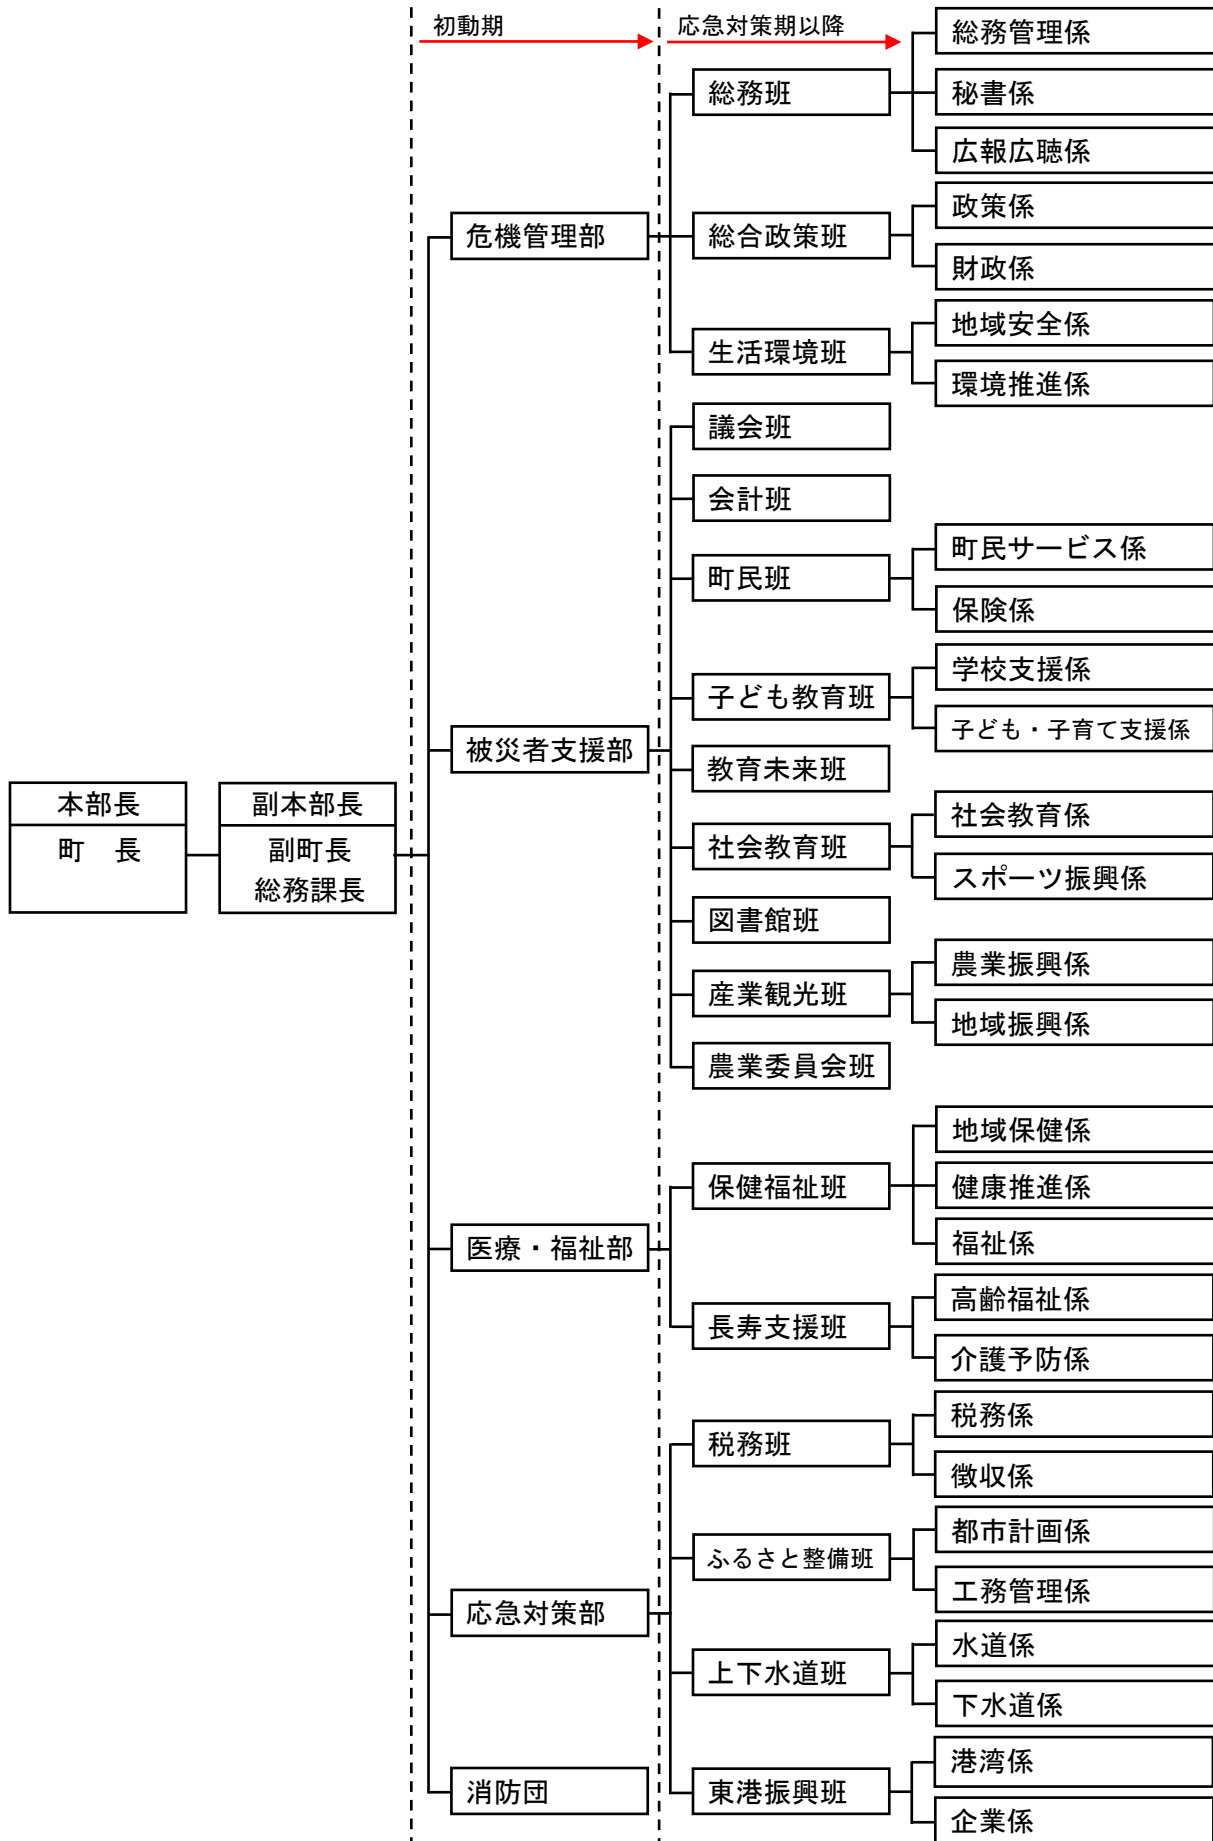 初動期
応急対策期以降
本部長
町　長
副本部長
副町長
総務課長
危機管理部
総務班
総務管理係
秘書係
広報広聴係
総合政策班
政策係
財政係
生活環境班
地域安全係
環境推進係
被災者支援部
議会班
会計班
町民班
町民サービス係
保険係
子ども教育班
学校支援係
子ども・子育て支援係
教育未来班
社会教育班
社会教育係
スポーツ振興係
図書館班
産業観光班
農業振興係
地域振興係
農業委員会班
医療・福祉部
保健福祉班
地域保健係
健康推進係
福祉係
長寿支援班
高齢福祉係
介護予防係
応急対策部
税務班
税務係
徴収係
ふるさと整備班
都市計画係
工務管理係
上下水道班
水道係
下水道係
東港振興班
港湾係
企業係
消防団